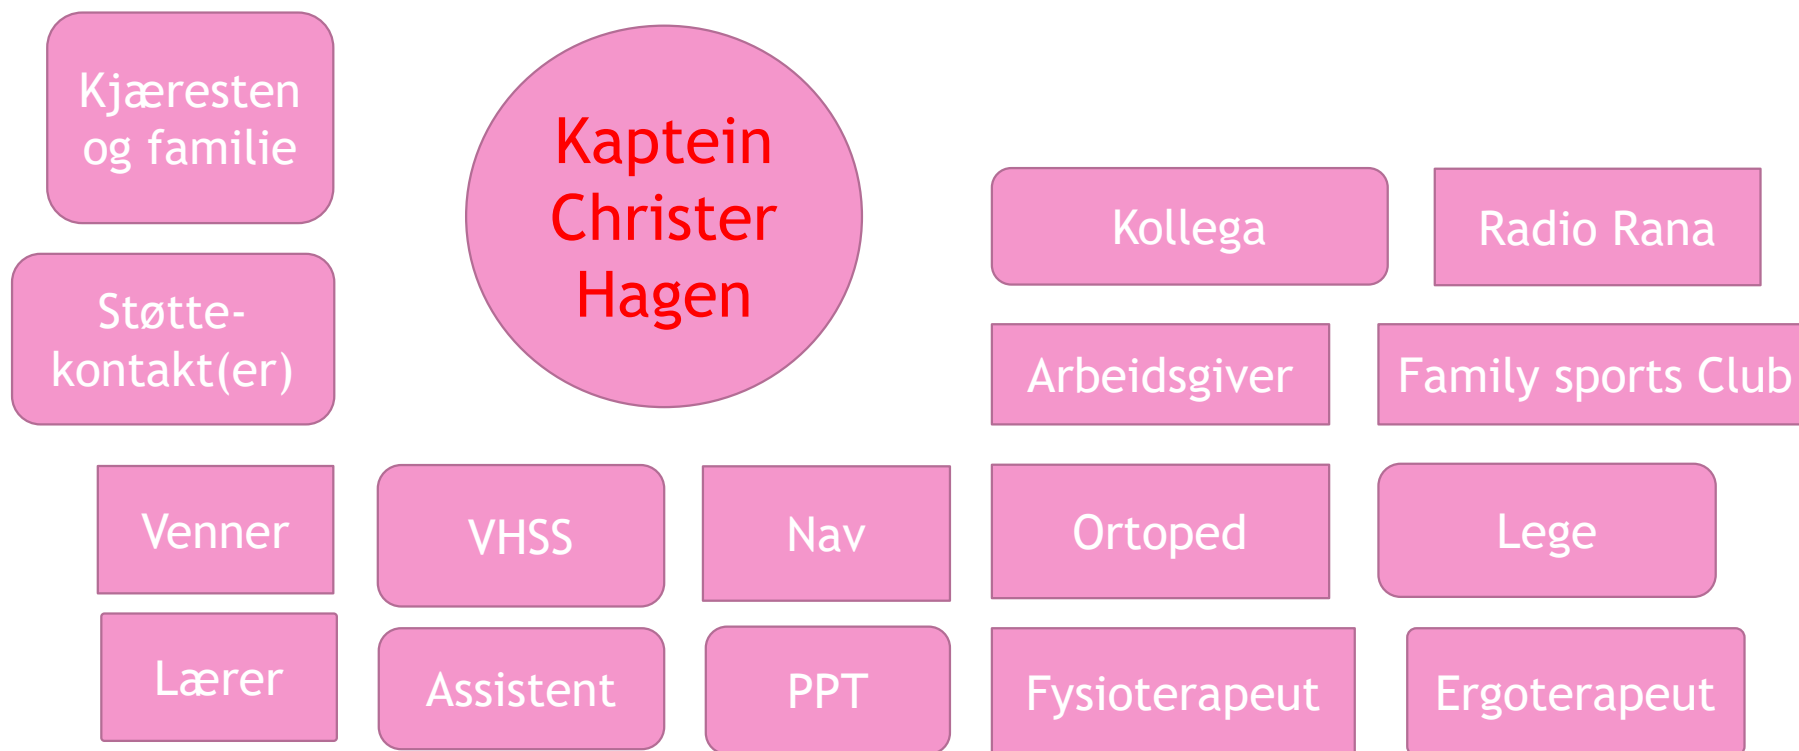 Kjæresten
og familie
Kaptein
Christer
Hagen
Kollega
Radio Rana
Støtte-
kontakt(er)
Arbeidsgiver
Family sports Club
Venner
VHSS
Nav
Ortoped
Lege
Lærer
Assistent
PPT
Fysioterapeut
Ergoterapeut